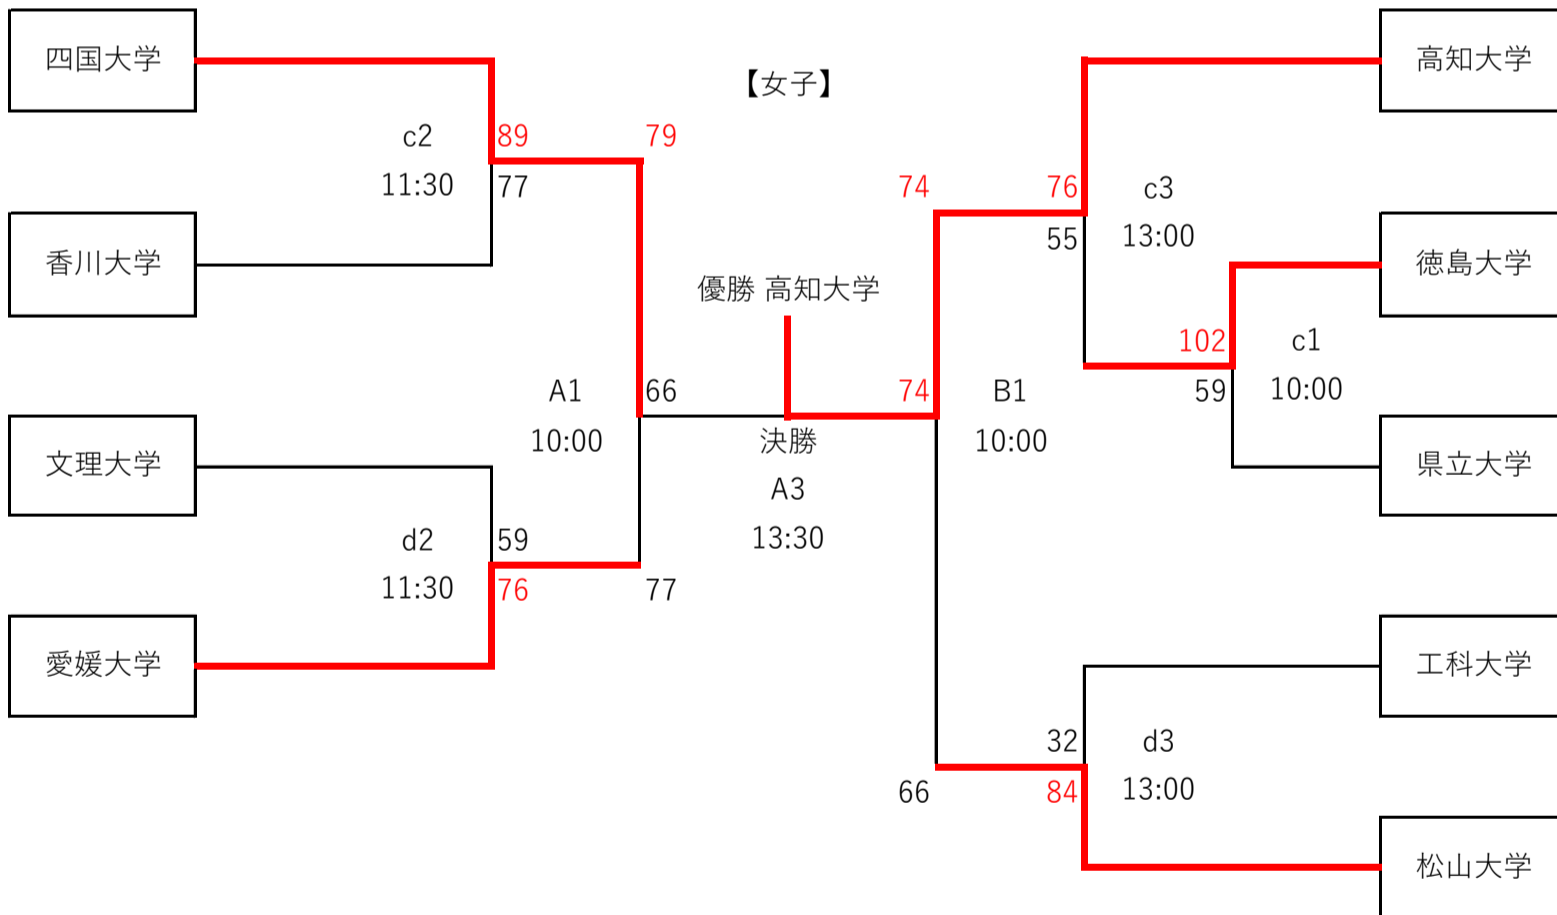 四国大学
高知大学
【女子】
c2
89
79
11:30
77
74
76
c3
55
13:00
香川大学
徳島大学
優勝 高知大学
102
c1
59
10:00
A1
66
74
B1
10:00
決勝
10:00
A3
13:30
文理大学
県立大学
d2
59
11:30
76
77
愛媛大学
工科大学
32
d3
66
84
13:00
松山大学